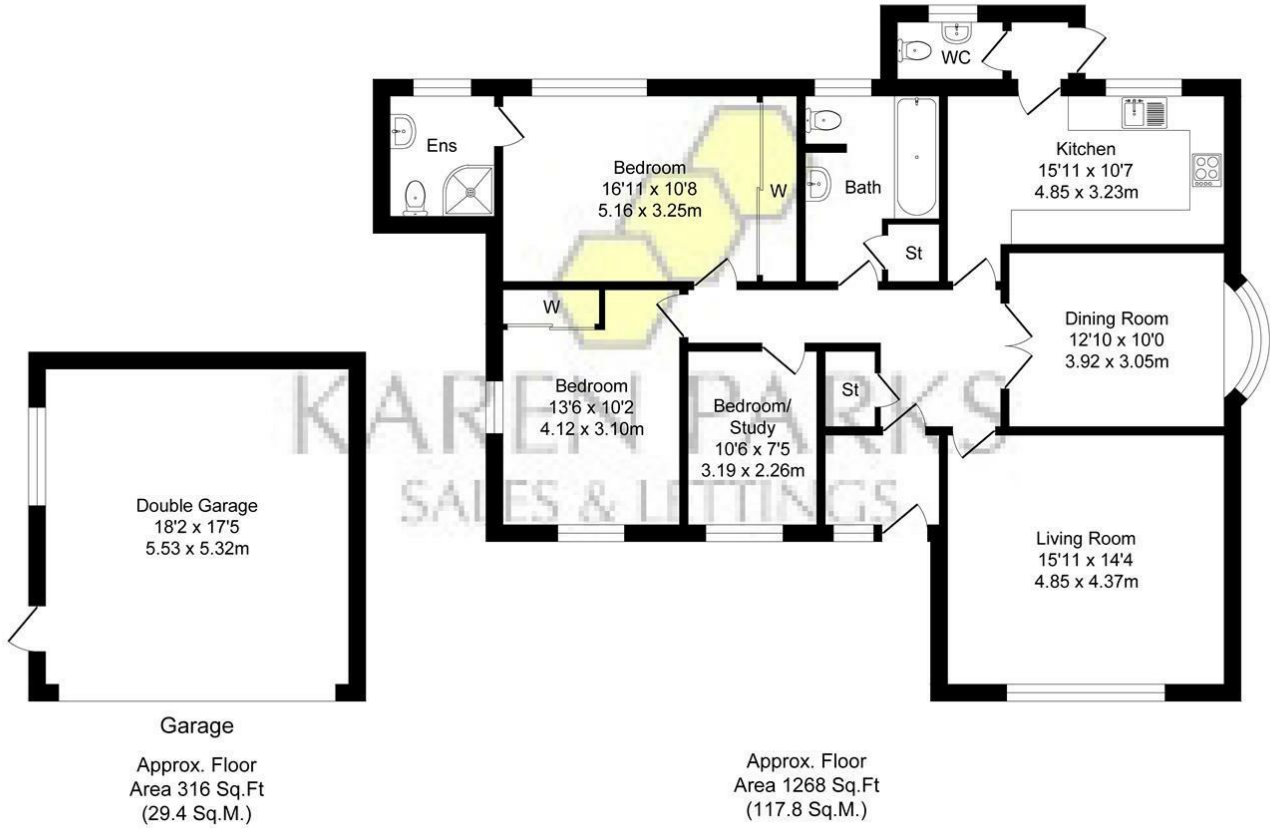 WC
Ens
Bedroom
16'11 x 10'8
5.16 x 3.25m
W
Bath
St
Kitchen
15'11 x 10'7
4.85 x 3.23m
W
Dining Room
12'10 x 10'0
3.92 x 3.05m
Bedroom
13'6 x 10'2
4.12 x 3.10m
Bedroom/
Study
10'6 x 7'5
3.19 x 2.26m
St
KAREN PARKS
SALES & LETTINGS
Double Garage
18'2 x 17'5
5.53 x 5.32m
Living Room
15'11 x 14'4
4.85 x 4.37m
Garage
Approx. Floor
Area 316 Sq.Ft
(29.4 Sq.M.)
Approx. Floor
Area 1268 Sq.Ft
(117.8 Sq.M.)